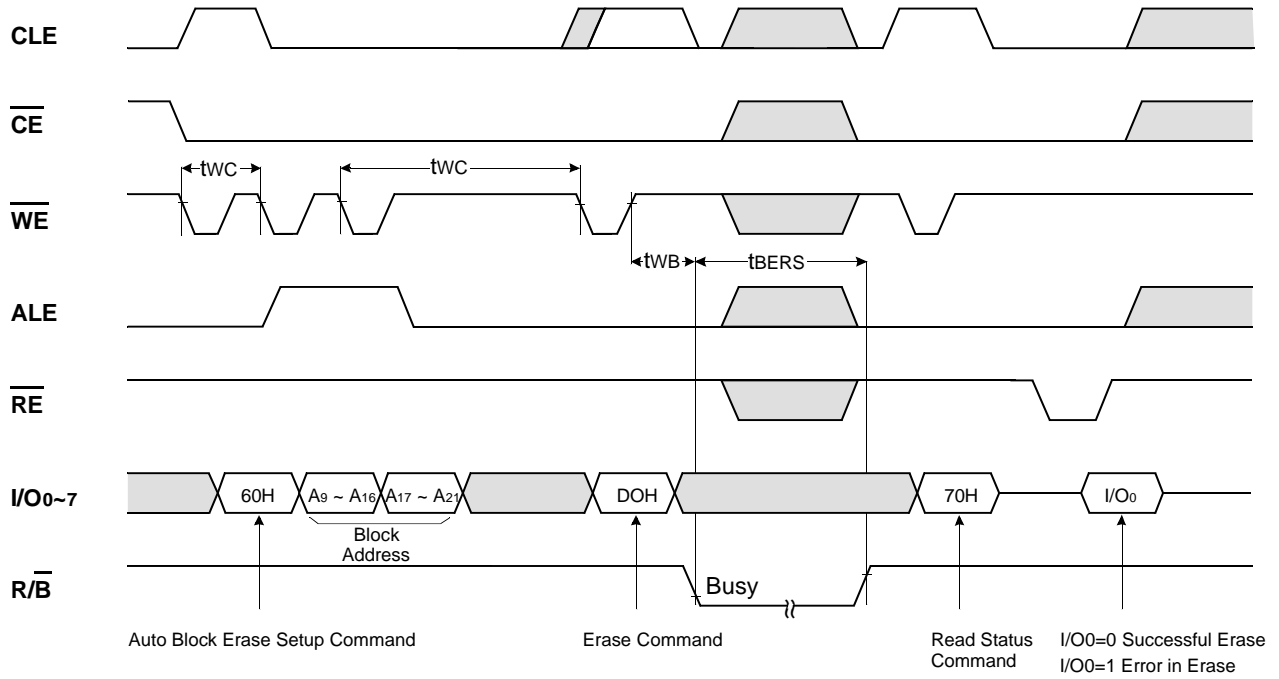 CLE
CE
tWC
tWC
WE
tWB
tBERS
ALE
RE
I/O0~7
60H
A9 ~ A16
A17 ~ A21
DOH
70H
I/O0
Block
Address
R/B
Busy
Auto Block Erase Setup Command
Erase Command
Read Status
Command
I/O0=0 Successful Erase
I/O0=1 Error in Erase